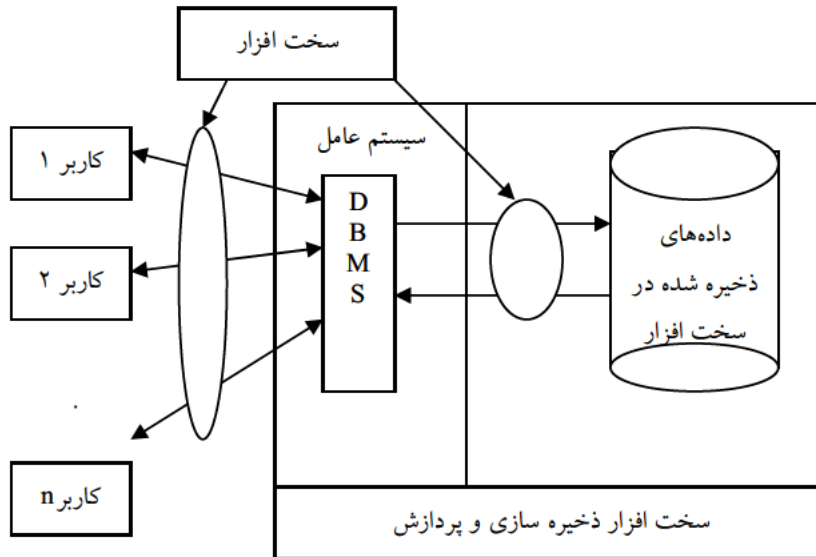 سخت افزار
سیستم عامل
کاربر ۱
کاربر ۲
.
کاربر n
D
B
M
S
داده‌های
ذخیره شده در
سخت افزار
سخت افزار ذخیره سازی و پردازش